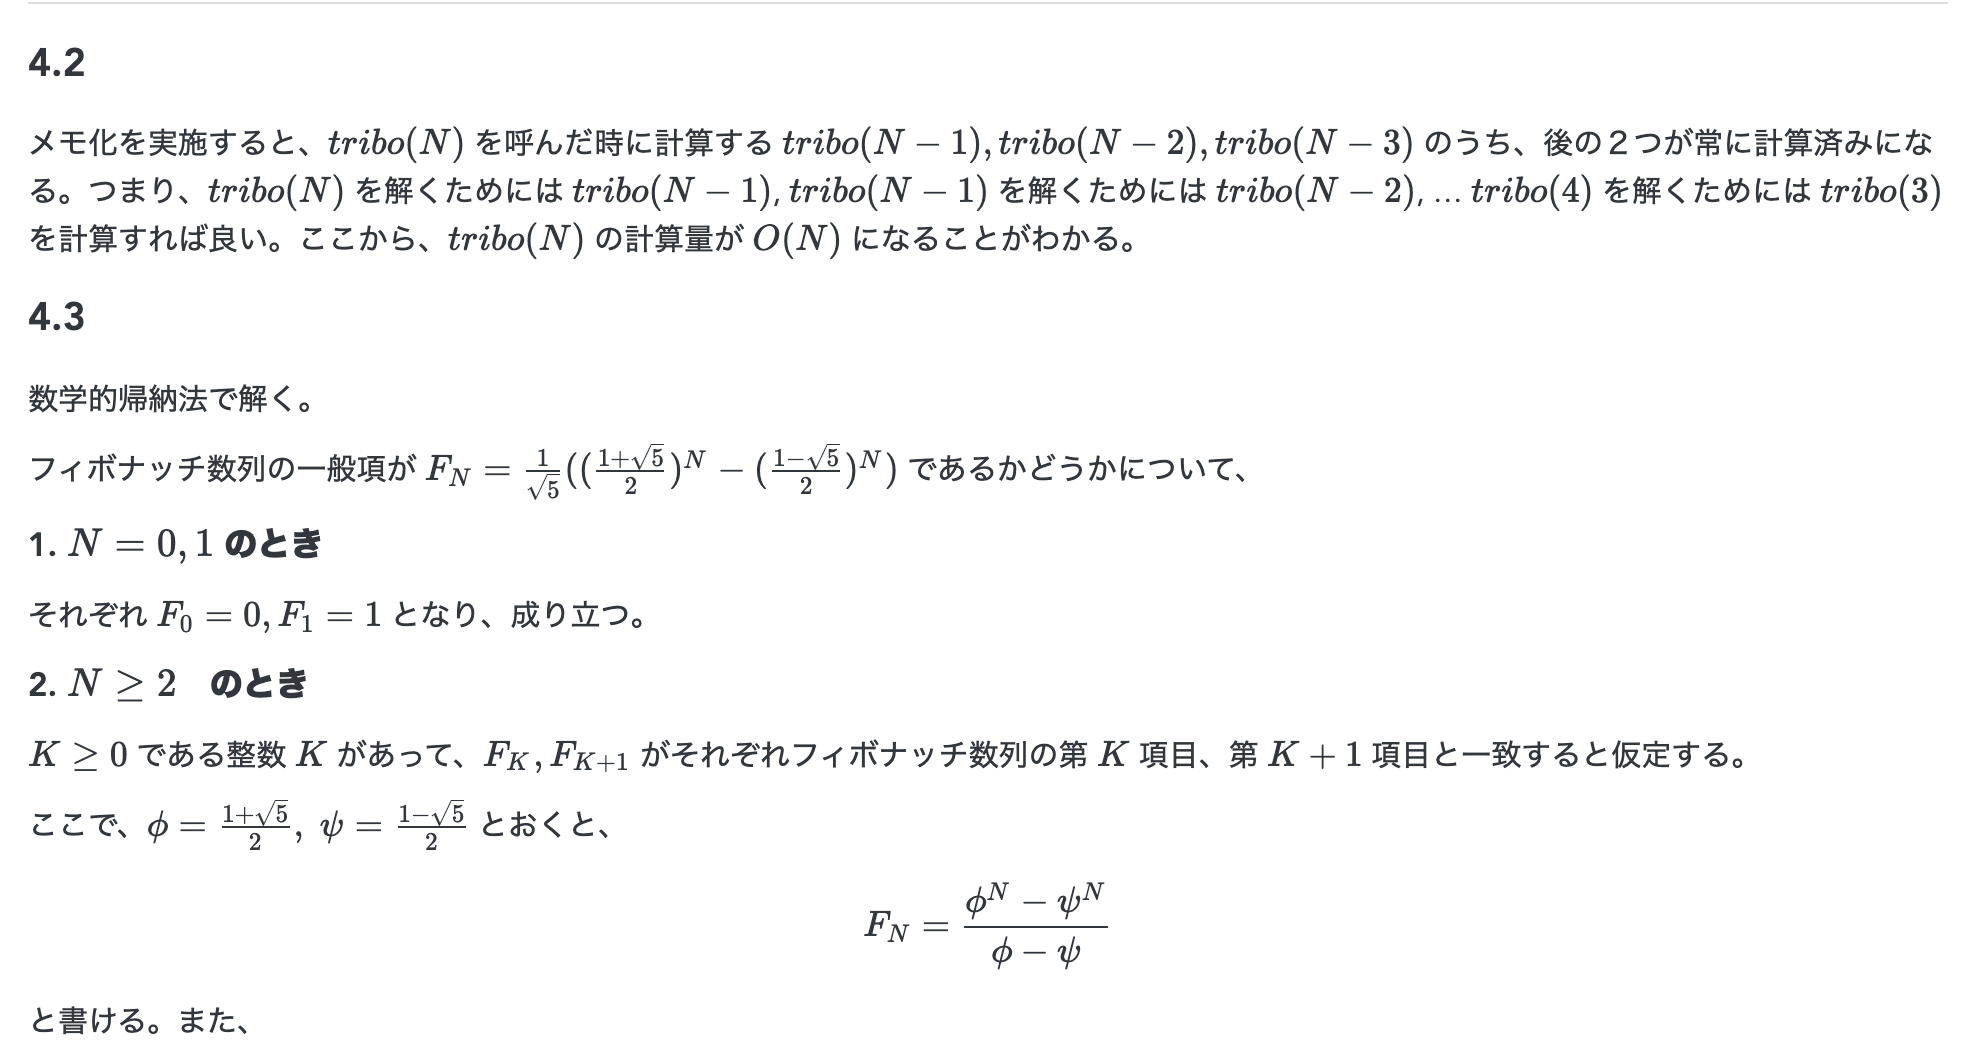 4.2
メモ化を実施すると、tribo(N) を呼んだ時に計算する tribo(N − 1), tribo(N − 2), tribo(N − 3) のうち、後の２つが常に計算済みにな
る。つまり、tribo(N) を解くためには tribo(N − 1), tribo(N − 1) を解くためには tribo(N − 2), ... tribo(4) を解くためには tribo(3)
を計算すれば良い。ここから、tribo(N) の計算量が O(N) になることがわかる。
4.3
数学的帰納法で解く。
フィボナッチ数列の一般項が F_N = \frac{1}{\sqrt{5}}((\frac{1+\sqrt{5}}{2})^N − (\frac{1−\sqrt{5}}{2})^N) であるかどうかについて、
1. N = 0, 1 のとき
それぞれ F_0 = 0, F_1 = 1 となり、成り立つ。
2. N ≥ 2　のとき
K ≥ 0 である整数 K があって、F_K, F_{K+1} がそれぞれフィボナッチ数列の第 K 項目、第 K + 1 項目と一致すると仮定する。
ここで、ϕ = \frac{1+\sqrt{5}}{2}, ψ = \frac{1−\sqrt{5}}{2} とおくと、
F_N = \frac{ϕ^N − ψ^N}{ϕ − ψ}
と書ける。また、